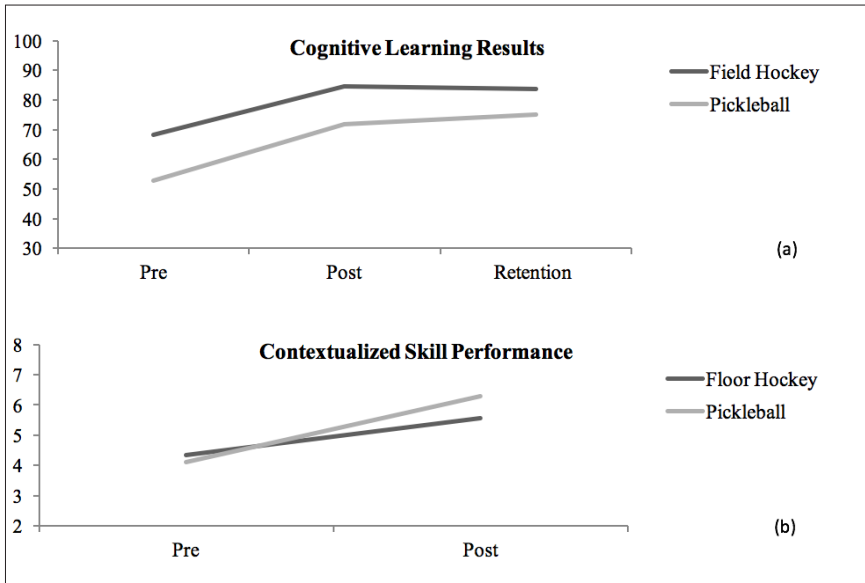 Cognitive Learning Results
100
90
80
70
60
50
40
30
Pre Post Retention
Field Hockey
Pickleball
(a)
Contextualized Skill Performance
8
7
6
5
4
3
2
Pre Post
Floor Hockey
Pickleball
(b)